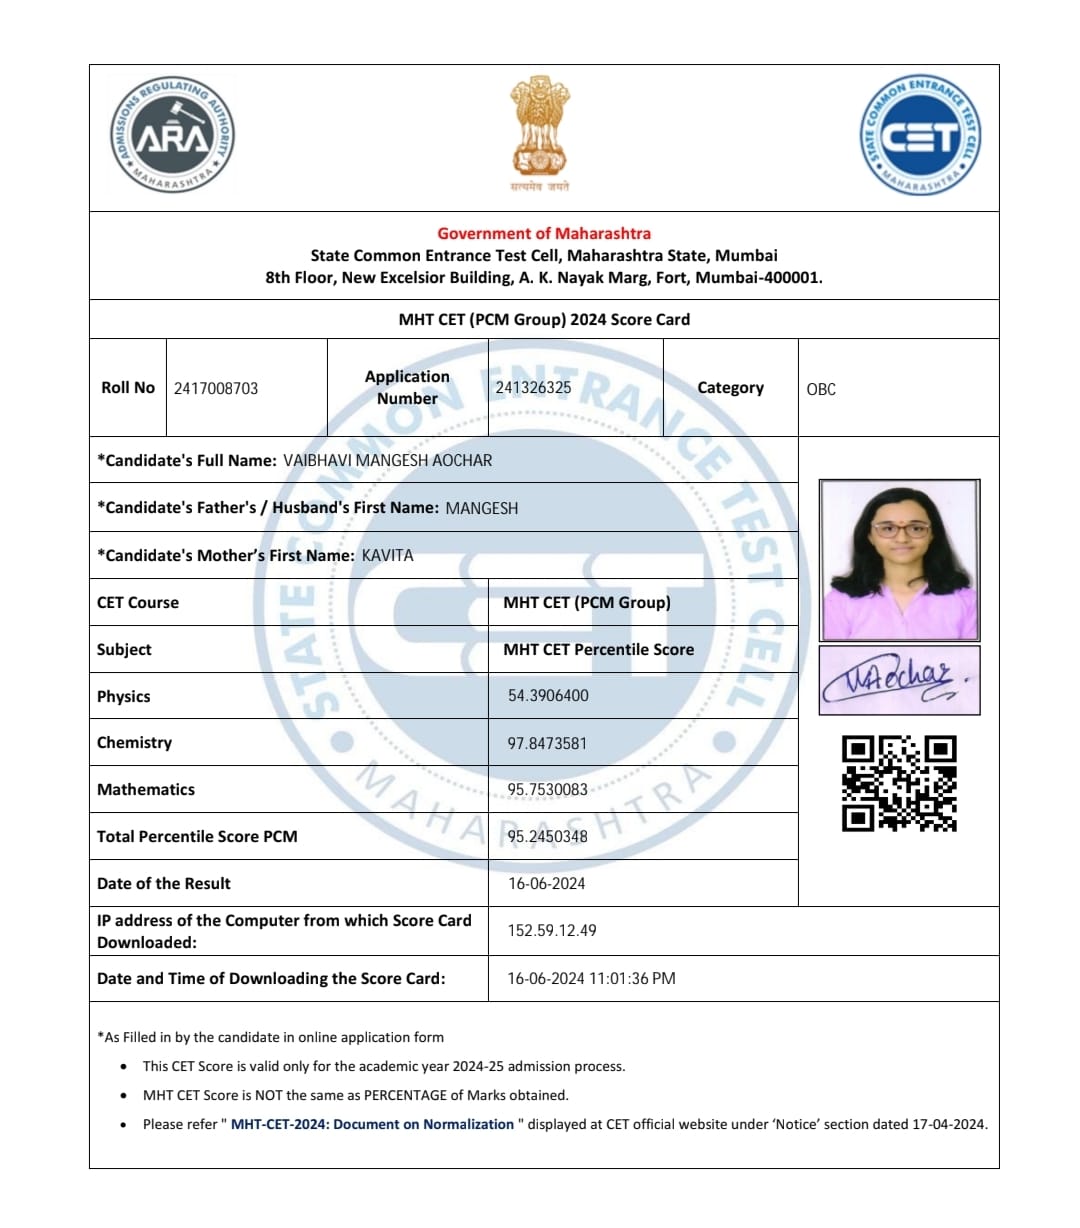 ADMISSIONS REGULATING AUTHORITY
ARA
MAHARASHTRA
सत्यमेव जयते
STATE COMMON ENTRANCE TEST CELL
CET
MAHARASHTRA
Government of Maharashtra
State Common Entrance Test Cell, Maharashtra State, Mumbai
8th Floor, New Excelsior Building, A. K. Nayak Marg, Fort, Mumbai-400001.
MHT CET (PCM Group) 2024 Score Card
Roll No 2417008703 Application Number 241326325 Category OBC
*Candidate's Full Name: VAIBHAVI MANGESH AOCHAR
*Candidate's Father's / Husband's First Name: MANGESH
*Candidate's Mother’s First Name: KAVITA
CET Course MHT CET (PCM Group)
Subject MHT CET Percentile Score
Physics 54.3906400
Chemistry 97.8473581
Mathematics 95.7530083
Total Percentile Score PCM 95.2450348
Date of the Result 16-06-2024
IP address of the Computer from which Score Card
Downloaded: 152.59.12.49
Date and Time of Downloading the Score Card: 16-06-2024 11:01:36 PM
VAochar
STATE COMMON ENTRANCE TEST CELL
CET
MAHARASHTRA
*As Filled in by the candidate in online application form
• This CET Score is valid only for the academic year 2024-25 admission process.
• MHT CET Score is NOT the same as PERCENTAGE of Marks obtained.
• Please refer " MHT-CET-2024: Document on Normalization " displayed at CET official website under ‘Notice’ section dated 17-04-2024.